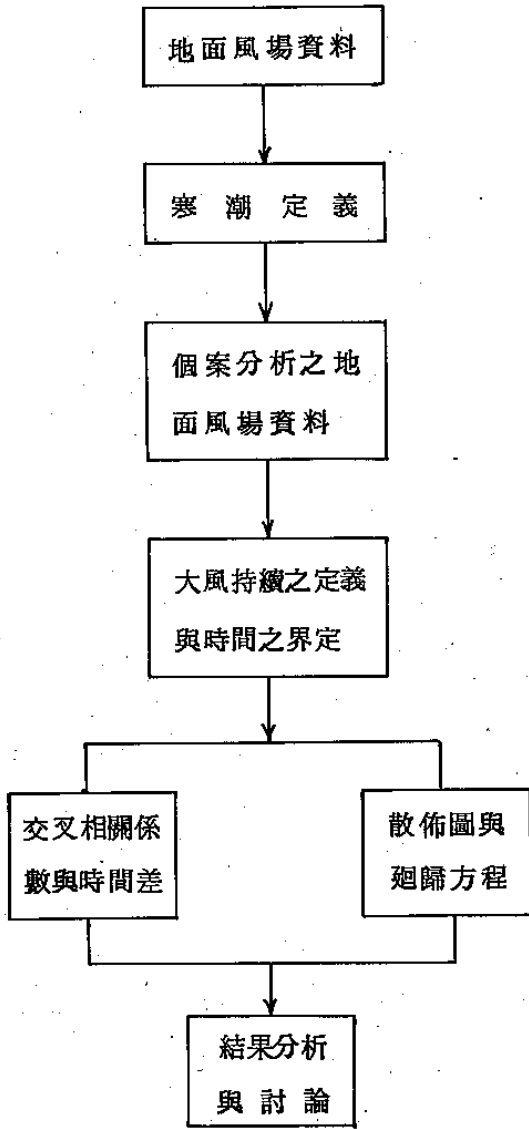 地面風場資料
寒潮定義
個案分析之地
面風場資料
大風持續之定義
與時間之界定
交叉相關係
數與時間差
散佈圖與
廻歸方程
結果分析
與討論